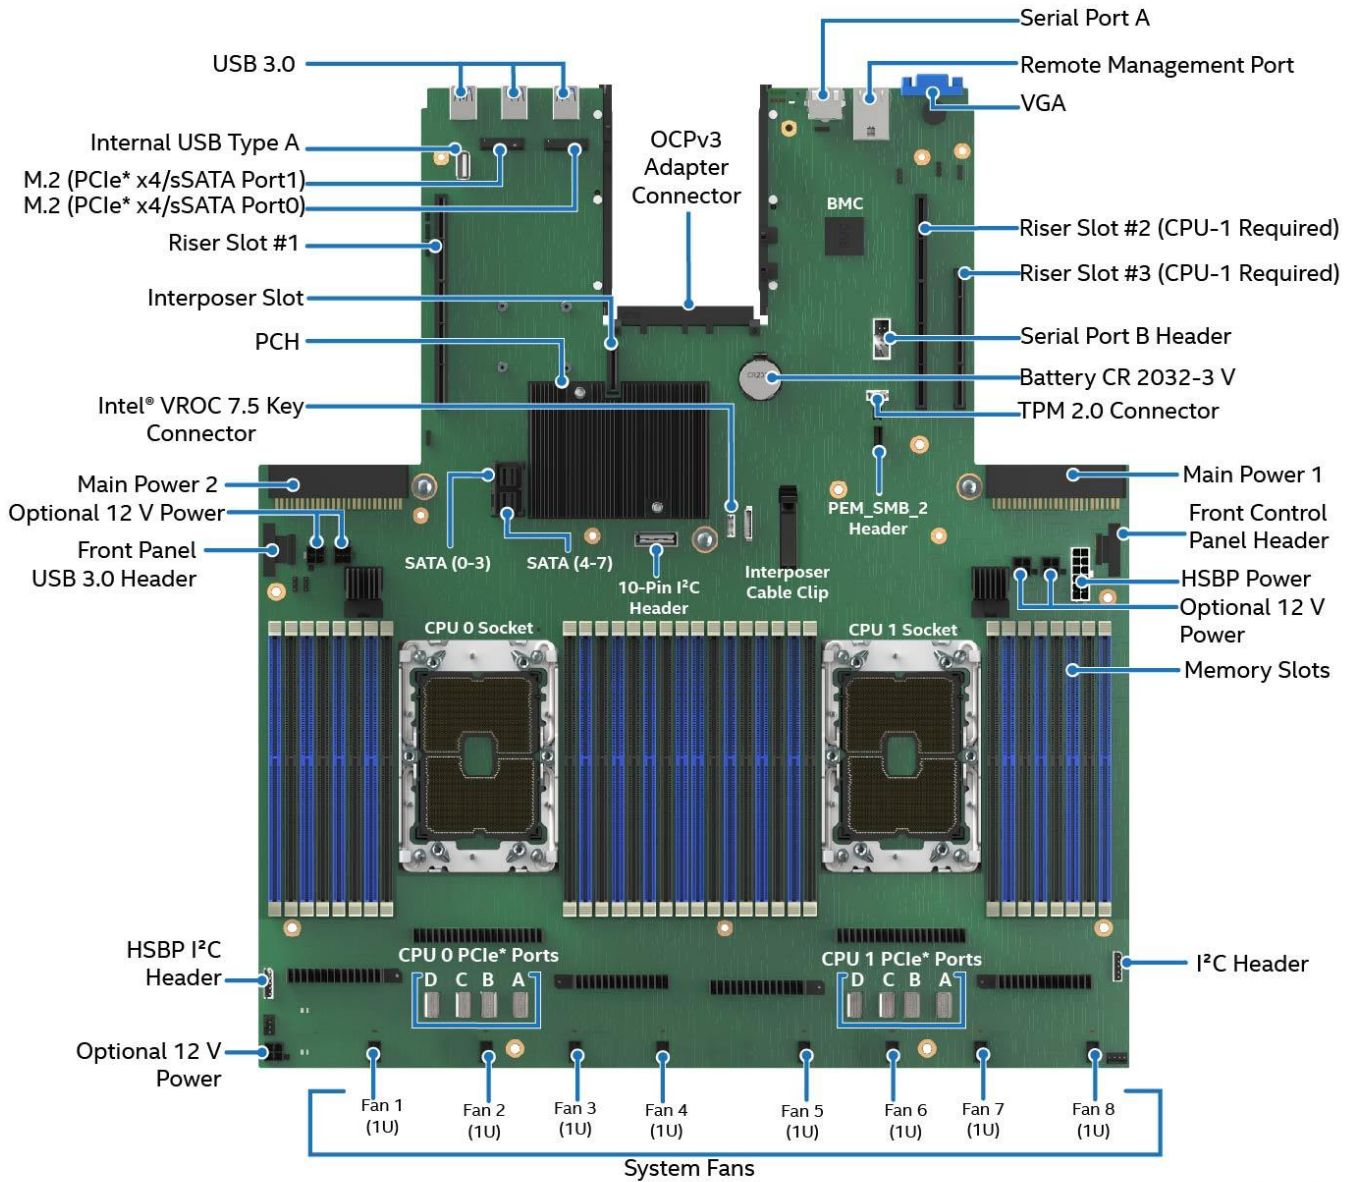 Serial Port A
USB 3.0
Remote Management Port
VGA
Internal USB Type A
OCPv3
Adapter
Connector
M.2 (PCIe* x4/sSATA Port1)
M.2 (PCIe* x4/sSATA Port0)
BMC
Riser Slot #1
Riser Slot #2 (CPU-1 Required)
Riser Slot #3 (CPU-1 Required)
Interposer Slot
PCH
Serial Port B Header
Battery CR 2032-3 V
Intel® VROC 7.5 Key
Connector
TPM 2.0 Connector
Main Power 2
Main Power 1
Optional 12 V Power
PEM_SMB_2
Header
Front Control
Panel Header
Front Panel
USB 3.0 Header
SATA (0-3)
SATA (4-7)
10-Pin I²C
Header
Interposer
Cable Clip
HSBP Power
Optional 12 V
Power
CPU 0 Socket
CPU 1 Socket
Memory Slots
HSBP I²C
Header
CPU 0 PCIe* Ports
D C B A
CPU 1 PCIe* Ports
D C B A
I²C Header
Optional 12 V
Power
Fan 1
(1U)
Fan 2
(1U)
Fan 3
(1U)
Fan 4
(1U)
Fan 5
(1U)
Fan 6
(1U)
Fan 7
(1U)
Fan 8
(1U)
System Fans